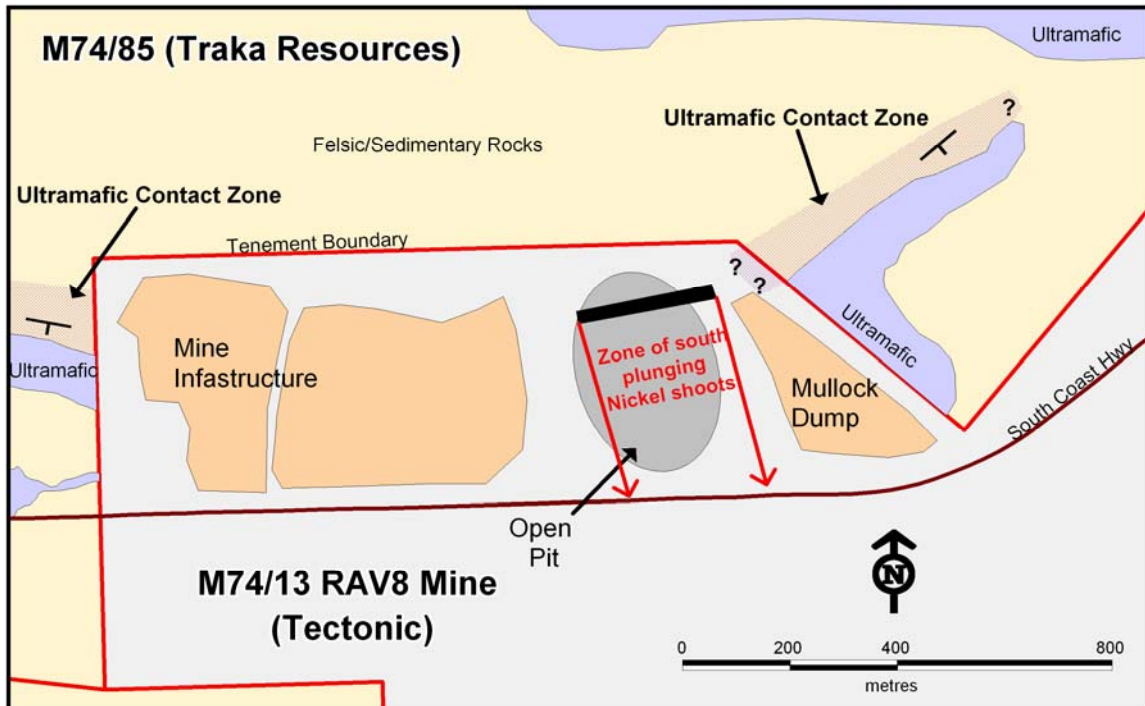 M74/85 (Traka Resources)
Ultramafic
Ultramafic Contact Zone
?
Felsic/Sedimentary Rocks
Ultramafic Contact Zone
Tenement Boundary
?
?
Ultramafic
Mine
Infastructure
Zone of south
plunging
Nickel shoots
Ultramafic
Mullock
Dump
South Coast Hwy
Open
Pit
M74/13 RAV8 Mine
(Tectonic)
N
0 200 400 800
metres